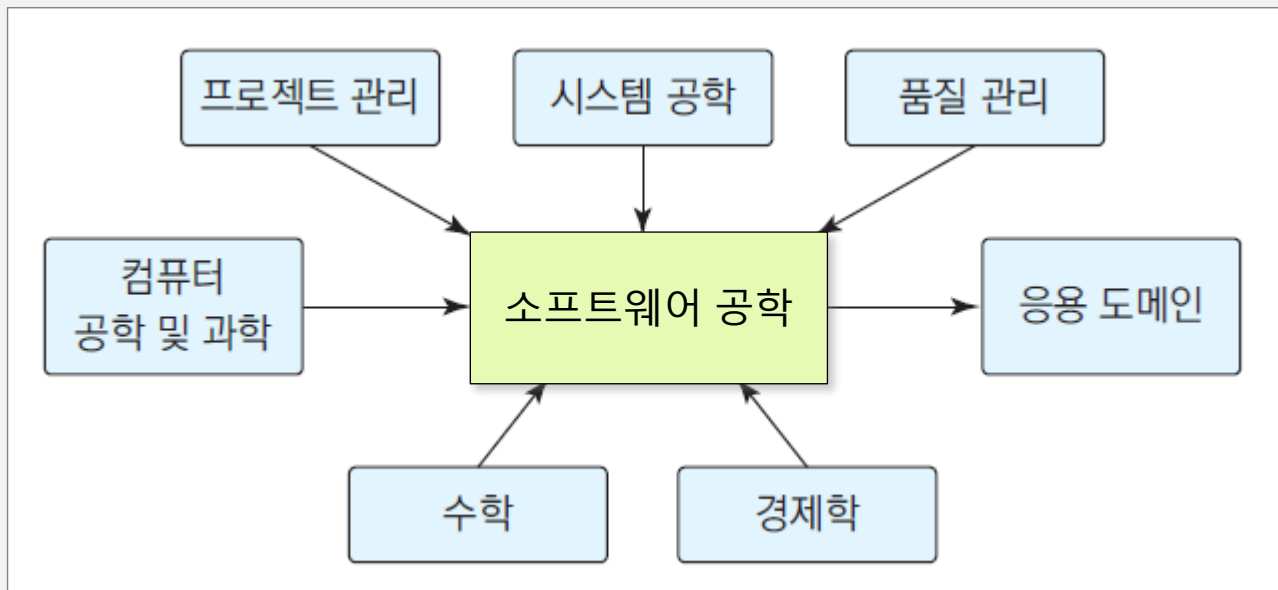 프로젝트 관리
시스템 공학
품질 관리
컴퓨터
공학 및 과학
소프트웨어 공학
응용 도메인
수학
경제학